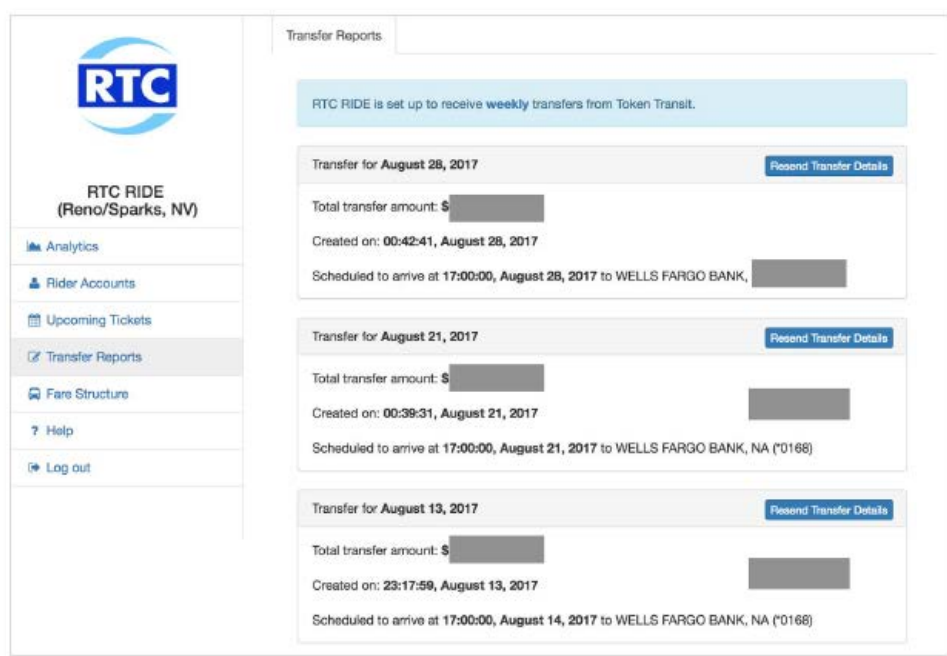 Transfer Reports
RTC
RTC RIDE
(Reno/Sparks, NV)
Analytics
Rider Accounts
Upcoming Tickets
Transfer Reports
Fare Structure
? Help
Log out
RTC RIDE is set up to receive weekly transfers from Token Transit.
Transfer for August 28, 2017
Resend Transfer Details
Total transfer amount: $
Created on: 00:42:41, August 28, 2017
Scheduled to arrive at 17:00:00, August 28, 2017 to WELLS FARGO BANK,
Transfer for August 21, 2017
Resend Transfer Details
Total transfer amount: $
Created on: 00:39:31, August 21, 2017
Scheduled to arrive at 17:00:00, August 21, 2017 to WELLS FARGO BANK, NA (*0168)
Transfer for August 13, 2017
Resend Transfer Details
Total transfer amount: $
Created on: 23:17:59, August 13, 2017
Scheduled to arrive at 17:00:00, August 14, 2017 to WELLS FARGO BANK, NA (*0168)